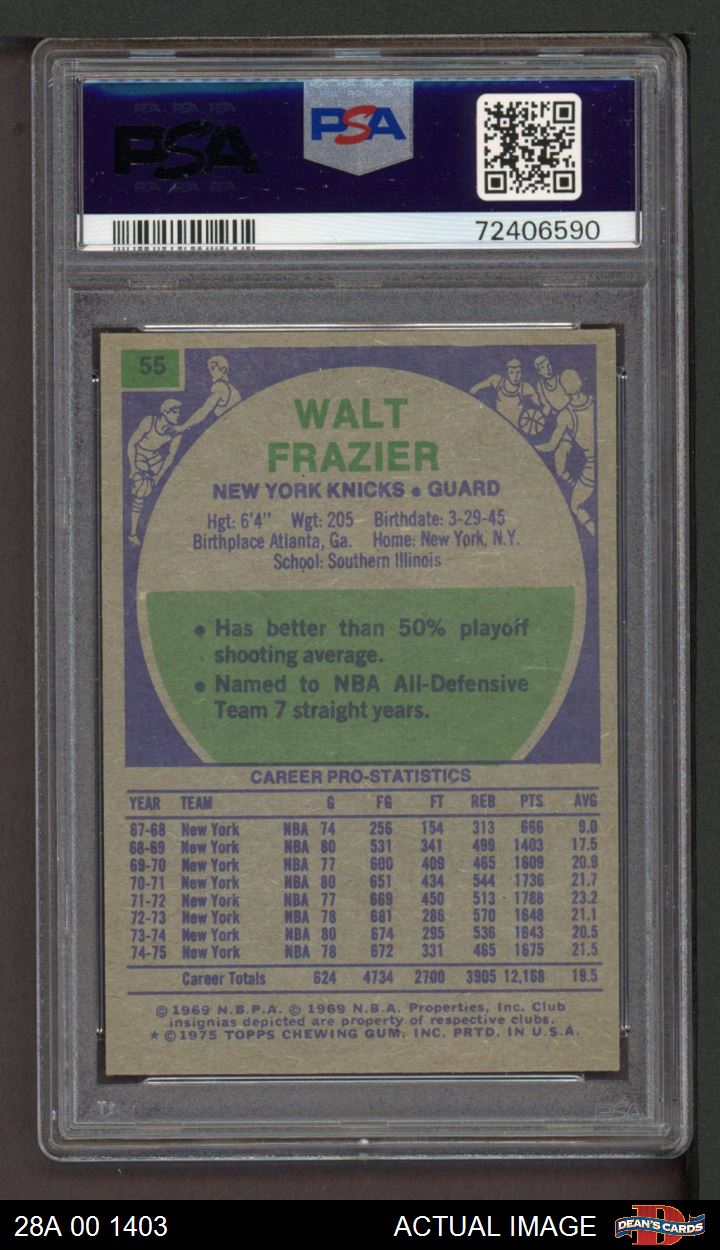 PSA PSA PSA
PSA
PSA PSA PSA
PSA
72406590
55
WALT
FRAZIER
NEW YORK KNICKS • GUARD
Hgt: 6'4" Wgt: 205 Birthdate: 3-29-45
Birthplace Atlanta, Ga. Home: New York, N.Y.
School: Southern Illinois
• Has better than 50% playoff
shooting average.
• Named to NBA All-Defensive
Team 7 straight years.
CAREER PRO-STATISTICS
YEAR TEAM G FG FT REB PTS AVG
67-68 New York NBA 74 256 154 313 666 9.0
68-69 New York NBA 80 531 341 499 1403 17.5
69-70 New York NBA 77 600 409 465 1609 20.9
70-71 New York NBA 80 651 434 544 1736 21.7
71-72 New York NBA 77 669 450 513 1788 23.2
72-73 New York NBA 78 681 286 570 1648 21.1
73-74 New York NBA 80 674 295 536 1643 20.5
74-75 New York NBA 78 672 331 465 1675 21.5
Career Totals 624 4734 2700 3905 12,168 19.5
© 1969 N.B.P.A. © 1969 N.B.A. Properties, Inc. Club
insignias depicted are property of respective clubs.
* © 1975 TOPPS CHEWING GUM, INC. PRTD. IN U.S.A.
PSA
28A 00 1403 ACTUAL IMAGE DEAN'S CARDS